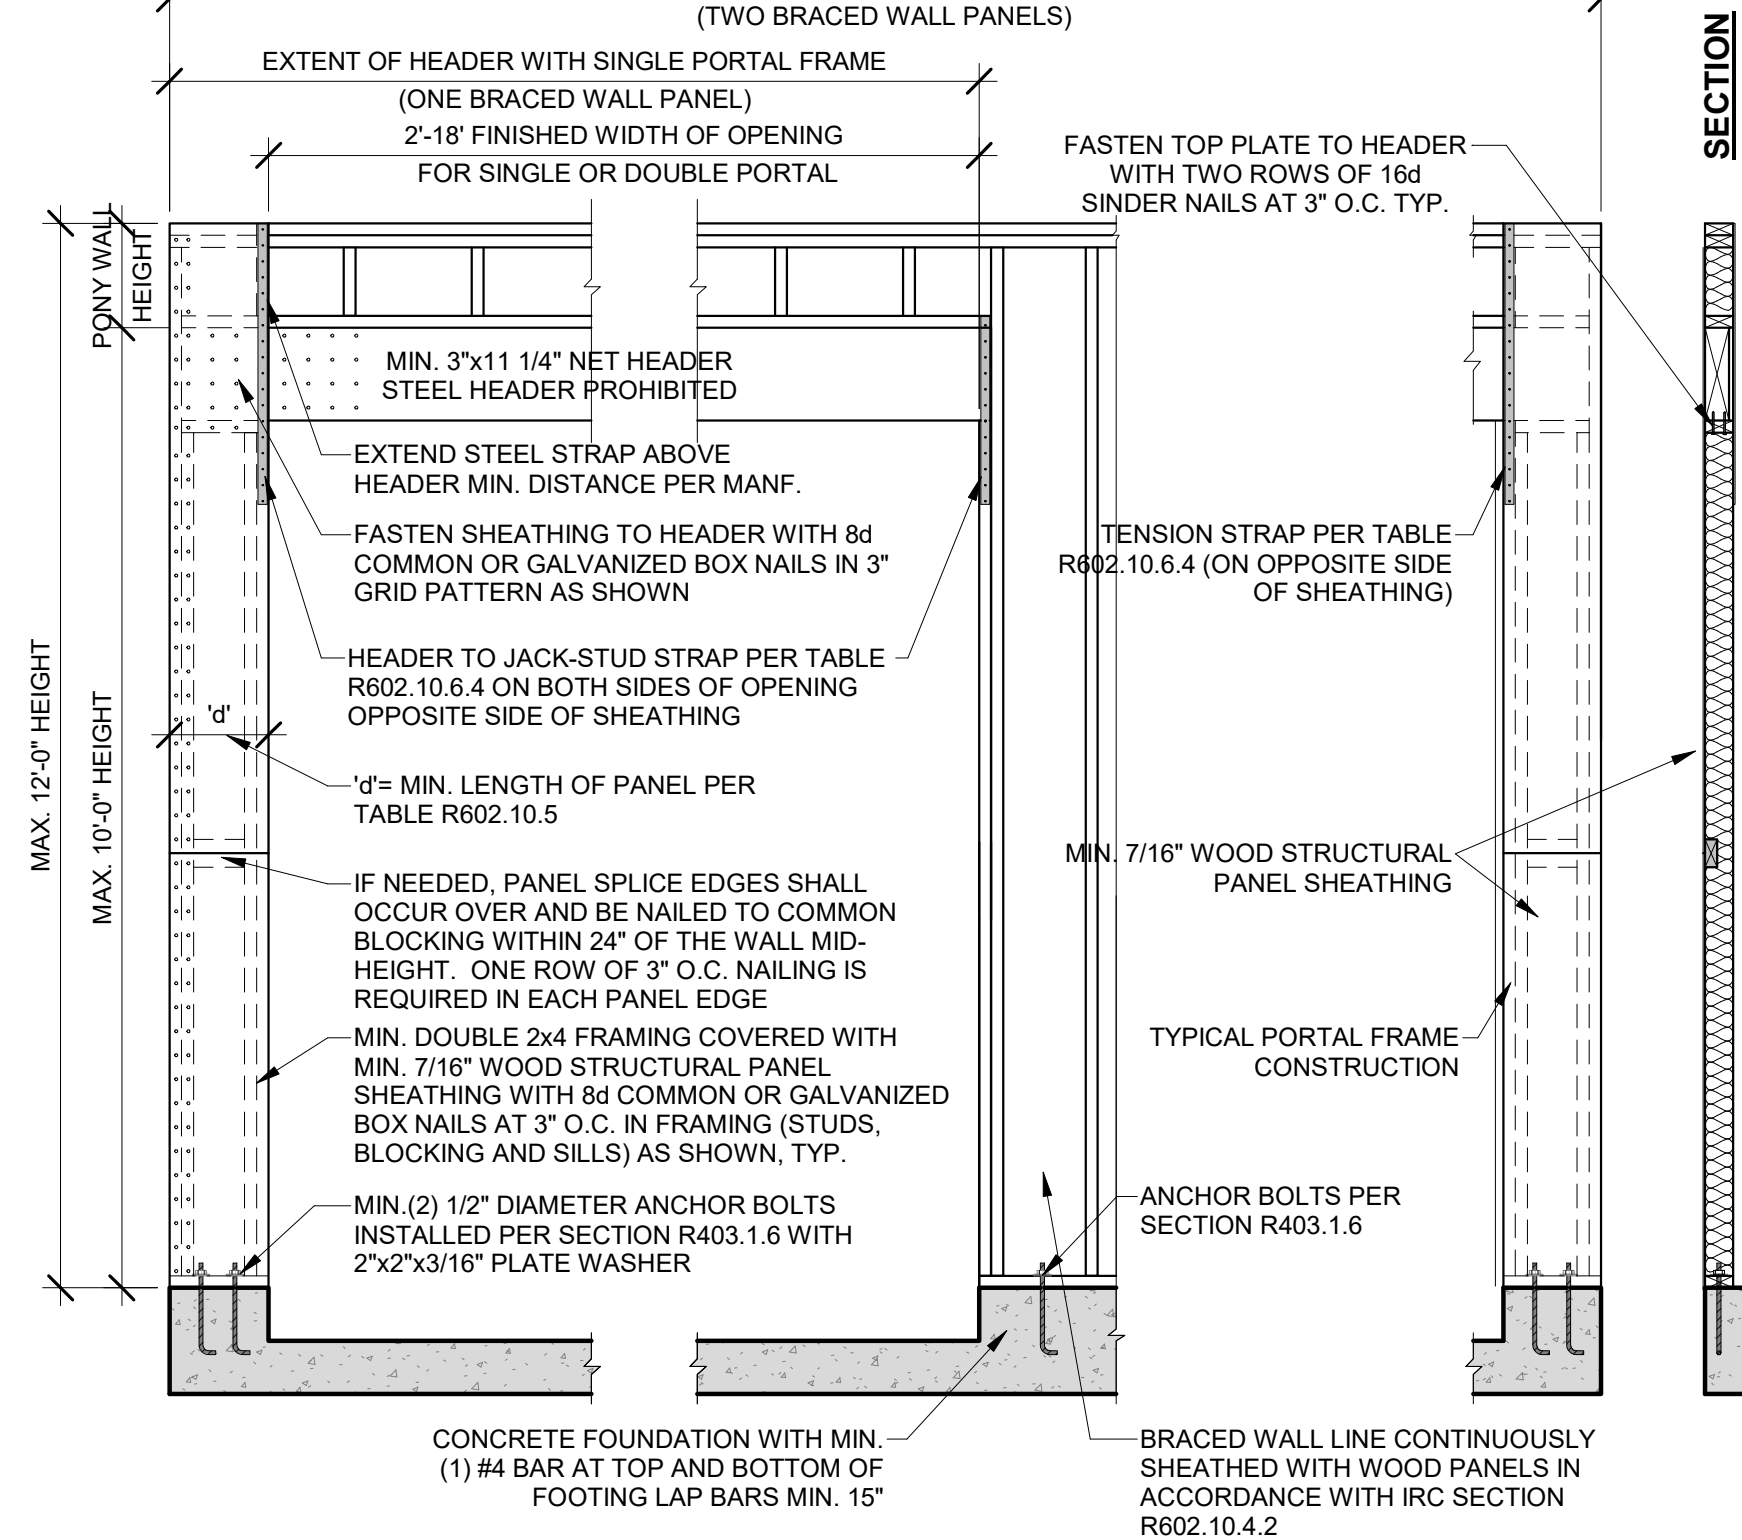 (TWO BRACED WALL PANELS)
EXTENT OF HEADER WITH SINGLE PORTAL FRAME
(ONE BRACED WALL PANEL)
2'-18' FINISHED WIDTH OF OPENING
FOR SINGLE OR DOUBLE PORTAL
FASTEN TOP PLATE TO HEADER
WITH TWO ROWS OF 16d
SINDER NAILS AT 3" O.C. TYP.
SECTION
PONY WALL
HEIGHT
MIN. 3"x11 1/4" NET HEADER
STEEL HEADER PROHIBITED
EXTEND STEEL STRAP ABOVE
HEADER MIN. DISTANCE PER MANF.
FASTEN SHEATHING TO HEADER WITH 8d
COMMON OR GALVANIZED BOX NAILS IN 3"
GRID PATTERN AS SHOWN
TENSION STRAP PER TABLE
R602.10.6.4 (ON OPPOSITE SIDE
OF SHEATHING)
HEADER TO JACK-STUD STRAP PER TABLE
R602.10.6.4 ON BOTH SIDES OF OPENING
OPPOSITE SIDE OF SHEATHING
MAX. 12'-0" HEIGHT
MAX. 10'-0" HEIGHT
'd'
'd'= MIN. LENGTH OF PANEL PER
TABLE R602.10.5
MIN. 7/16" WOOD STRUCTURAL
PANEL SHEATHING
IF NEEDED, PANEL SPLICE EDGES SHALL
OCCUR OVER AND BE NAILED TO COMMON
BLOCKING WITHIN 24" OF THE WALL MID-
HEIGHT.  ONE ROW OF 3" O.C. NAILING IS
REQUIRED IN EACH PANEL EDGE
MIN. DOUBLE 2x4 FRAMING COVERED WITH
MIN. 7/16" WOOD STRUCTURAL PANEL
SHEATHING WITH 8d COMMON OR GALVANIZED
BOX NAILS AT 3" O.C. IN FRAMING (STUDS,
BLOCKING AND SILLS) AS SHOWN, TYP.
TYPICAL PORTAL FRAME
CONSTRUCTION
MIN.(2) 1/2" DIAMETER ANCHOR BOLTS
INSTALLED PER SECTION R403.1.6 WITH
2"x2"x3/16" PLATE WASHER
ANCHOR BOLTS PER
SECTION R403.1.6
CONCRETE FOUNDATION WITH MIN.
(1) #4 BAR AT TOP AND BOTTOM OF
FOOTING LAP BARS MIN. 15"
BRACED WALL LINE CONTINUOUSLY
SHEATHED WITH WOOD PANELS IN
ACCORDANCE WITH IRC SECTION
R602.10.4.2